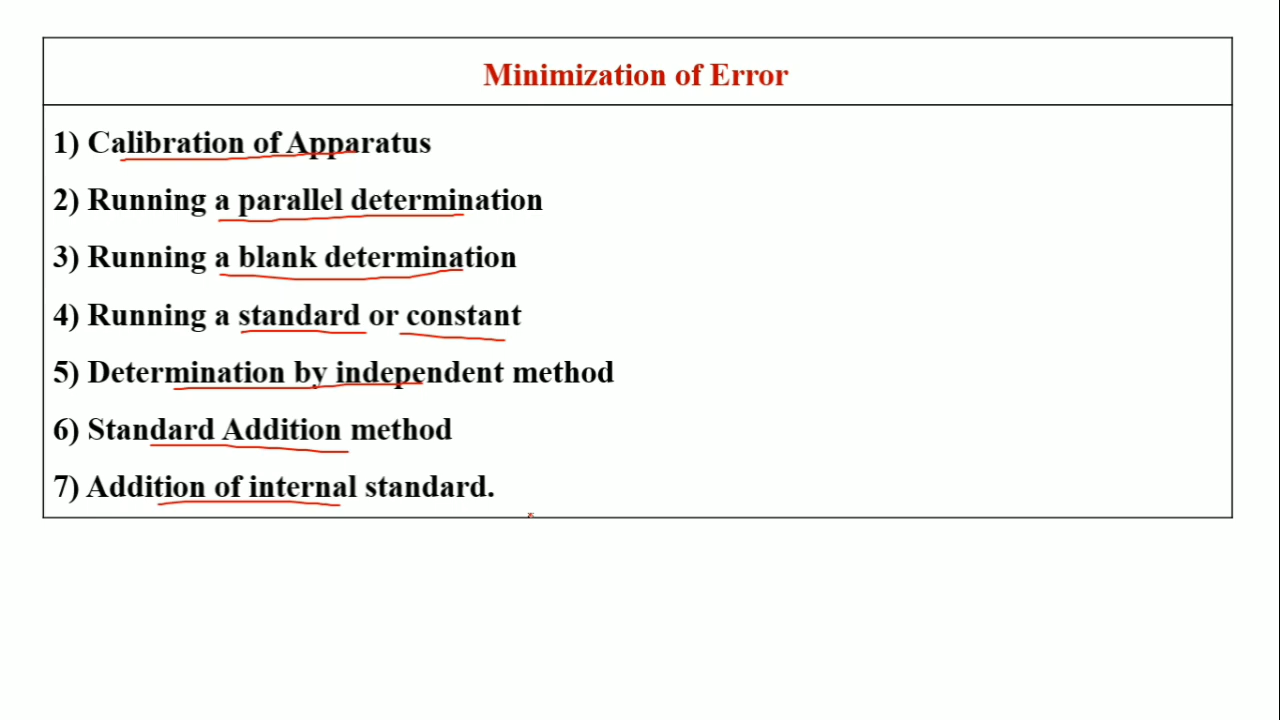 Minimization of Error
1) Calibration of Apparatus
2) Running a parallel determination
3) Running a blank determination
4) Running a standard or constant
5) Determination by independent method
6) Standard Addition method
7) Addition of internal standard.